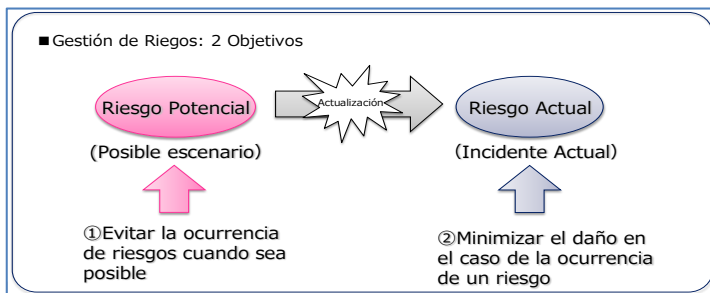 ■Gestión de Riegos: 2 Objetivos
Riesgo Potencial
Actualización
Riesgo Actual
(Posible escenario)
(Incidente Actual)
①Evitar la ocurrencia
de riesgos cuando sea
posible
②Minimizar el daño en
el caso de la ocurrencia
de un riesgo